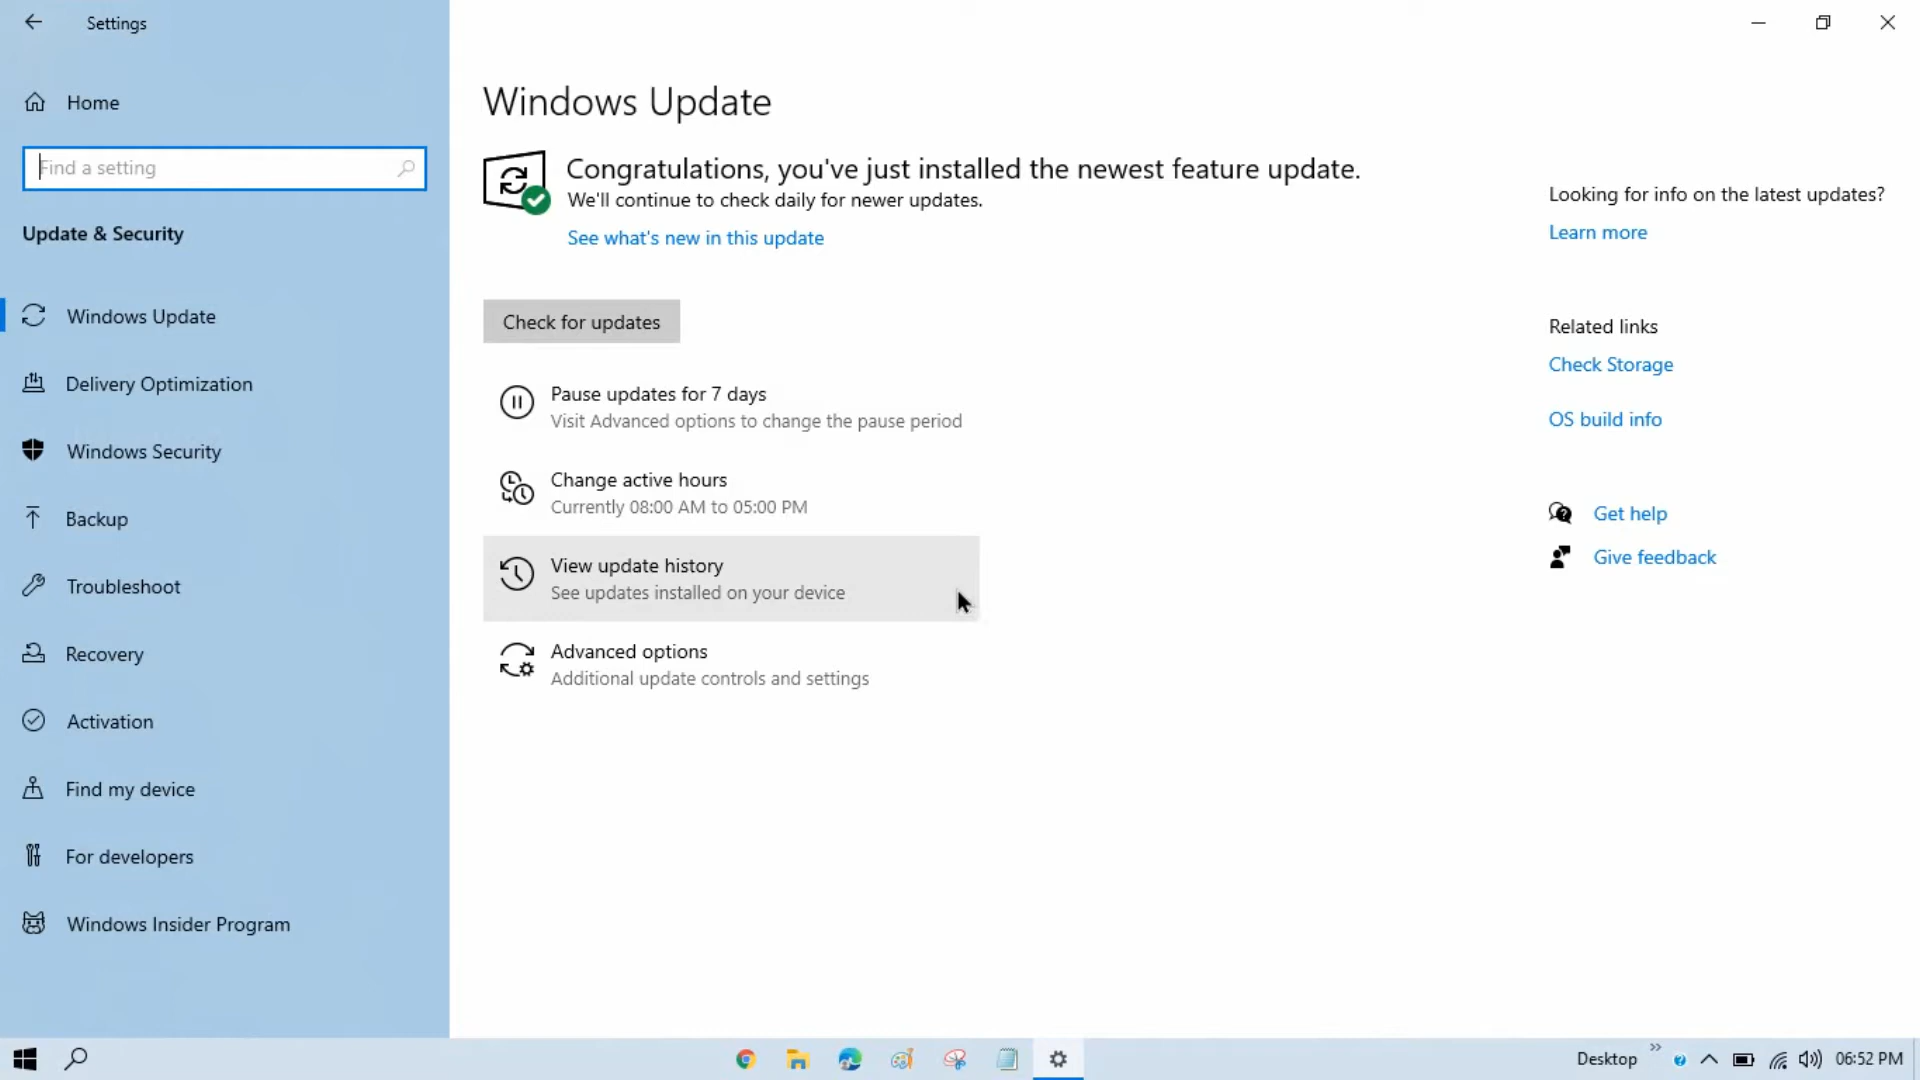 Settings
Home
Find a setting
Update & Security
Windows Update
Delivery Optimization
Windows Security
Backup
Troubleshoot
Recovery
Activation
Find my device
For developers
Windows Insider Program
Windows Update
Congratulations, you've just installed the newest feature update.
We'll continue to check daily for newer updates.
See what's new in this update
Check for updates
Pause updates for 7 days
Visit Advanced options to change the pause period
Change active hours
Currently 08:00 AM to 05:00 PM
View update history
See updates installed on your device
Advanced options
Additional update controls and settings
Looking for info on the latest updates?
Learn more
Related links
Check Storage
OS build info
Get help
Give feedback
Desktop
06:52 PM